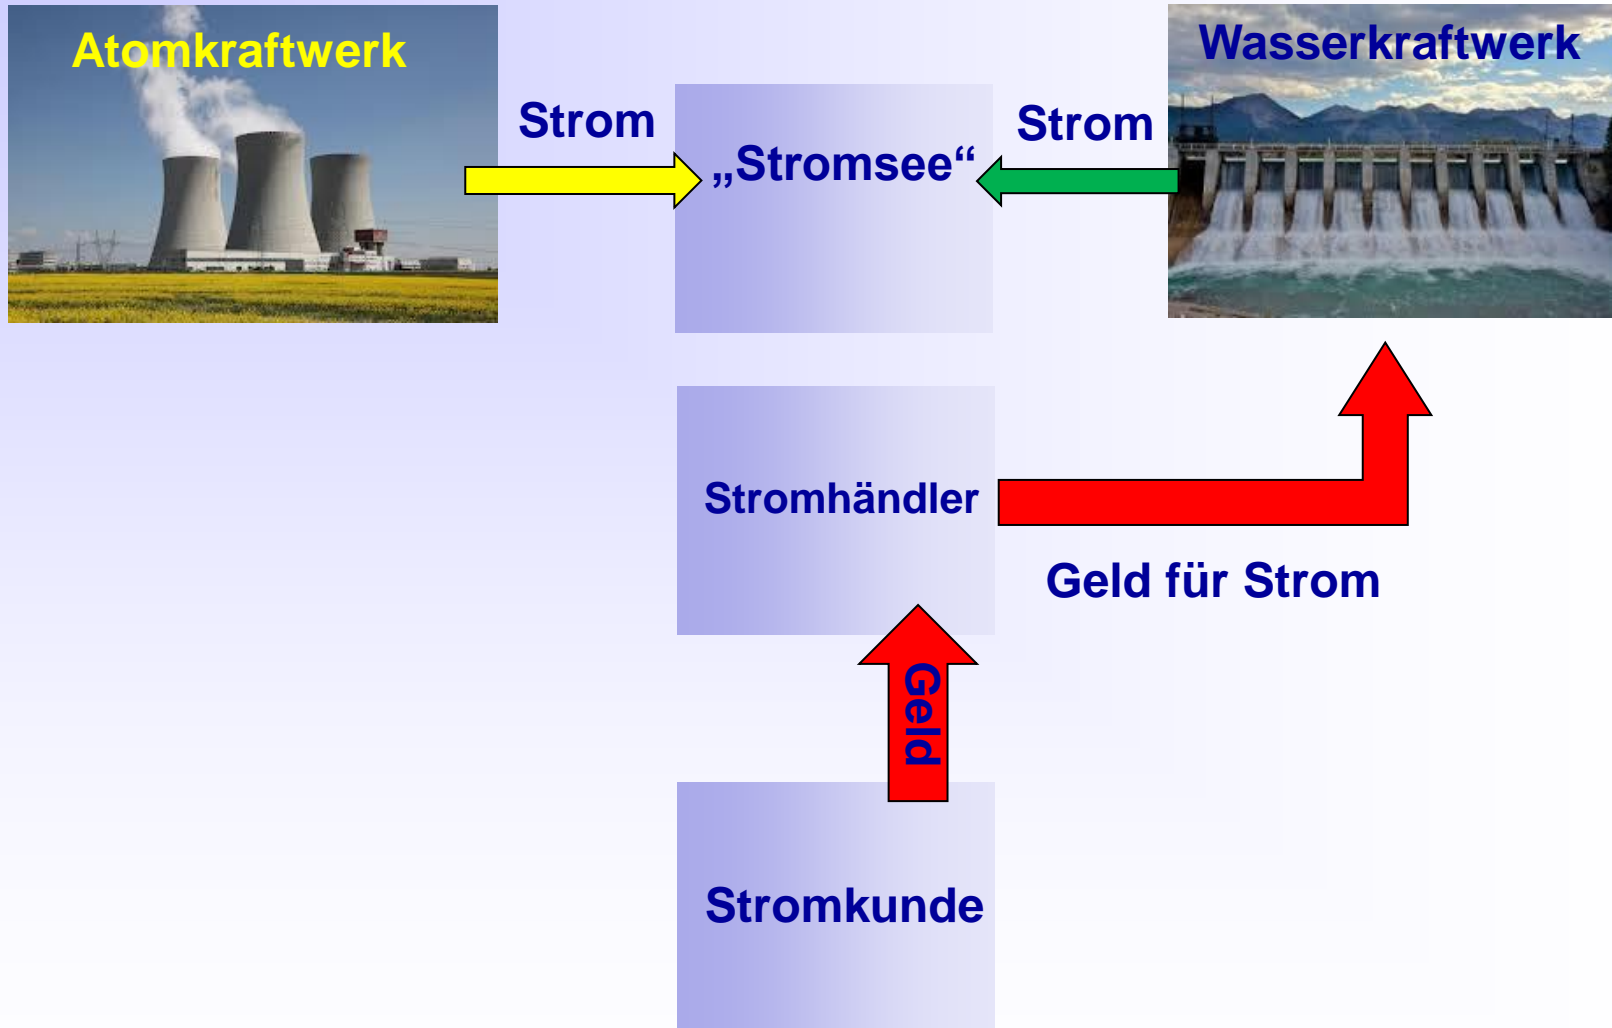 Atomkraftwerk
Wasserkraftwerk
Strom
Strom
„Stromsee“
Stromhändler
Geld für Strom
Geld
Stromkunde